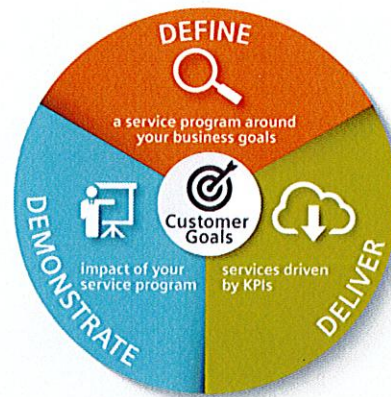 DEFINE
a service program around
your business goals
Customer
Goals
DELIVER
services driven
by KPIs
DEMONSTRATE
impact of your
service program